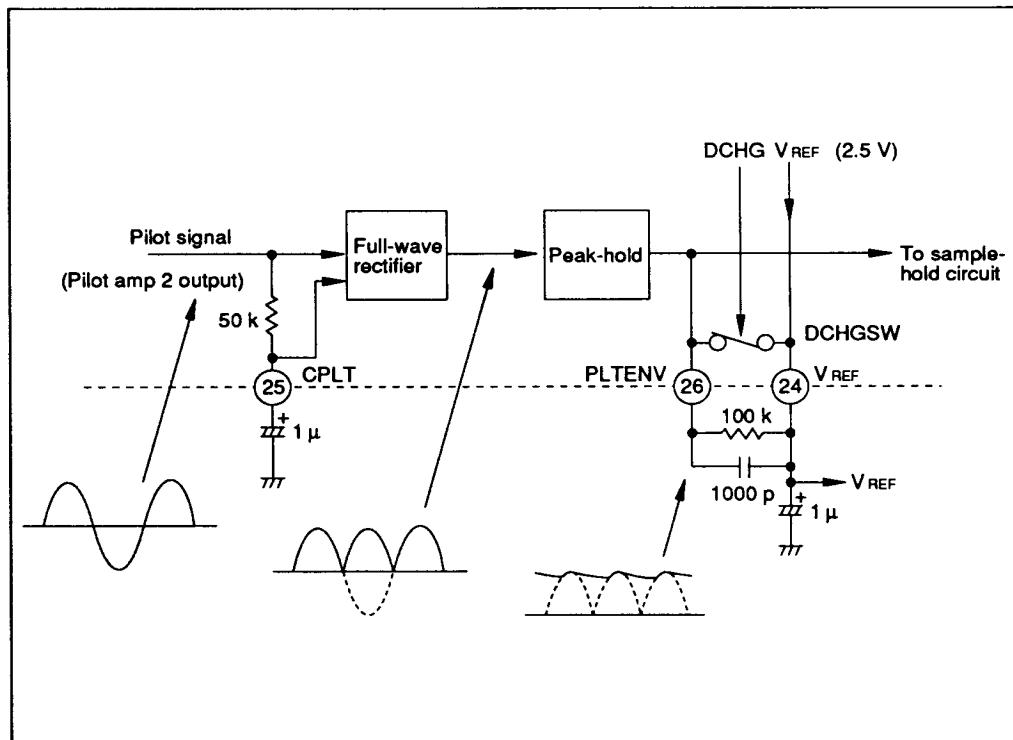 DCHG VREF (2.5 V)
Pilot signal
(Pilot amp 2 output)
Full-wave
rectifier
Peak-hold
To sample-
hold circuit
50 k
DCHGSW
25 CPLT
PLTENV 26
24 VREF
+
1 μ
100 k
1000 p
VREF
+
1 μ